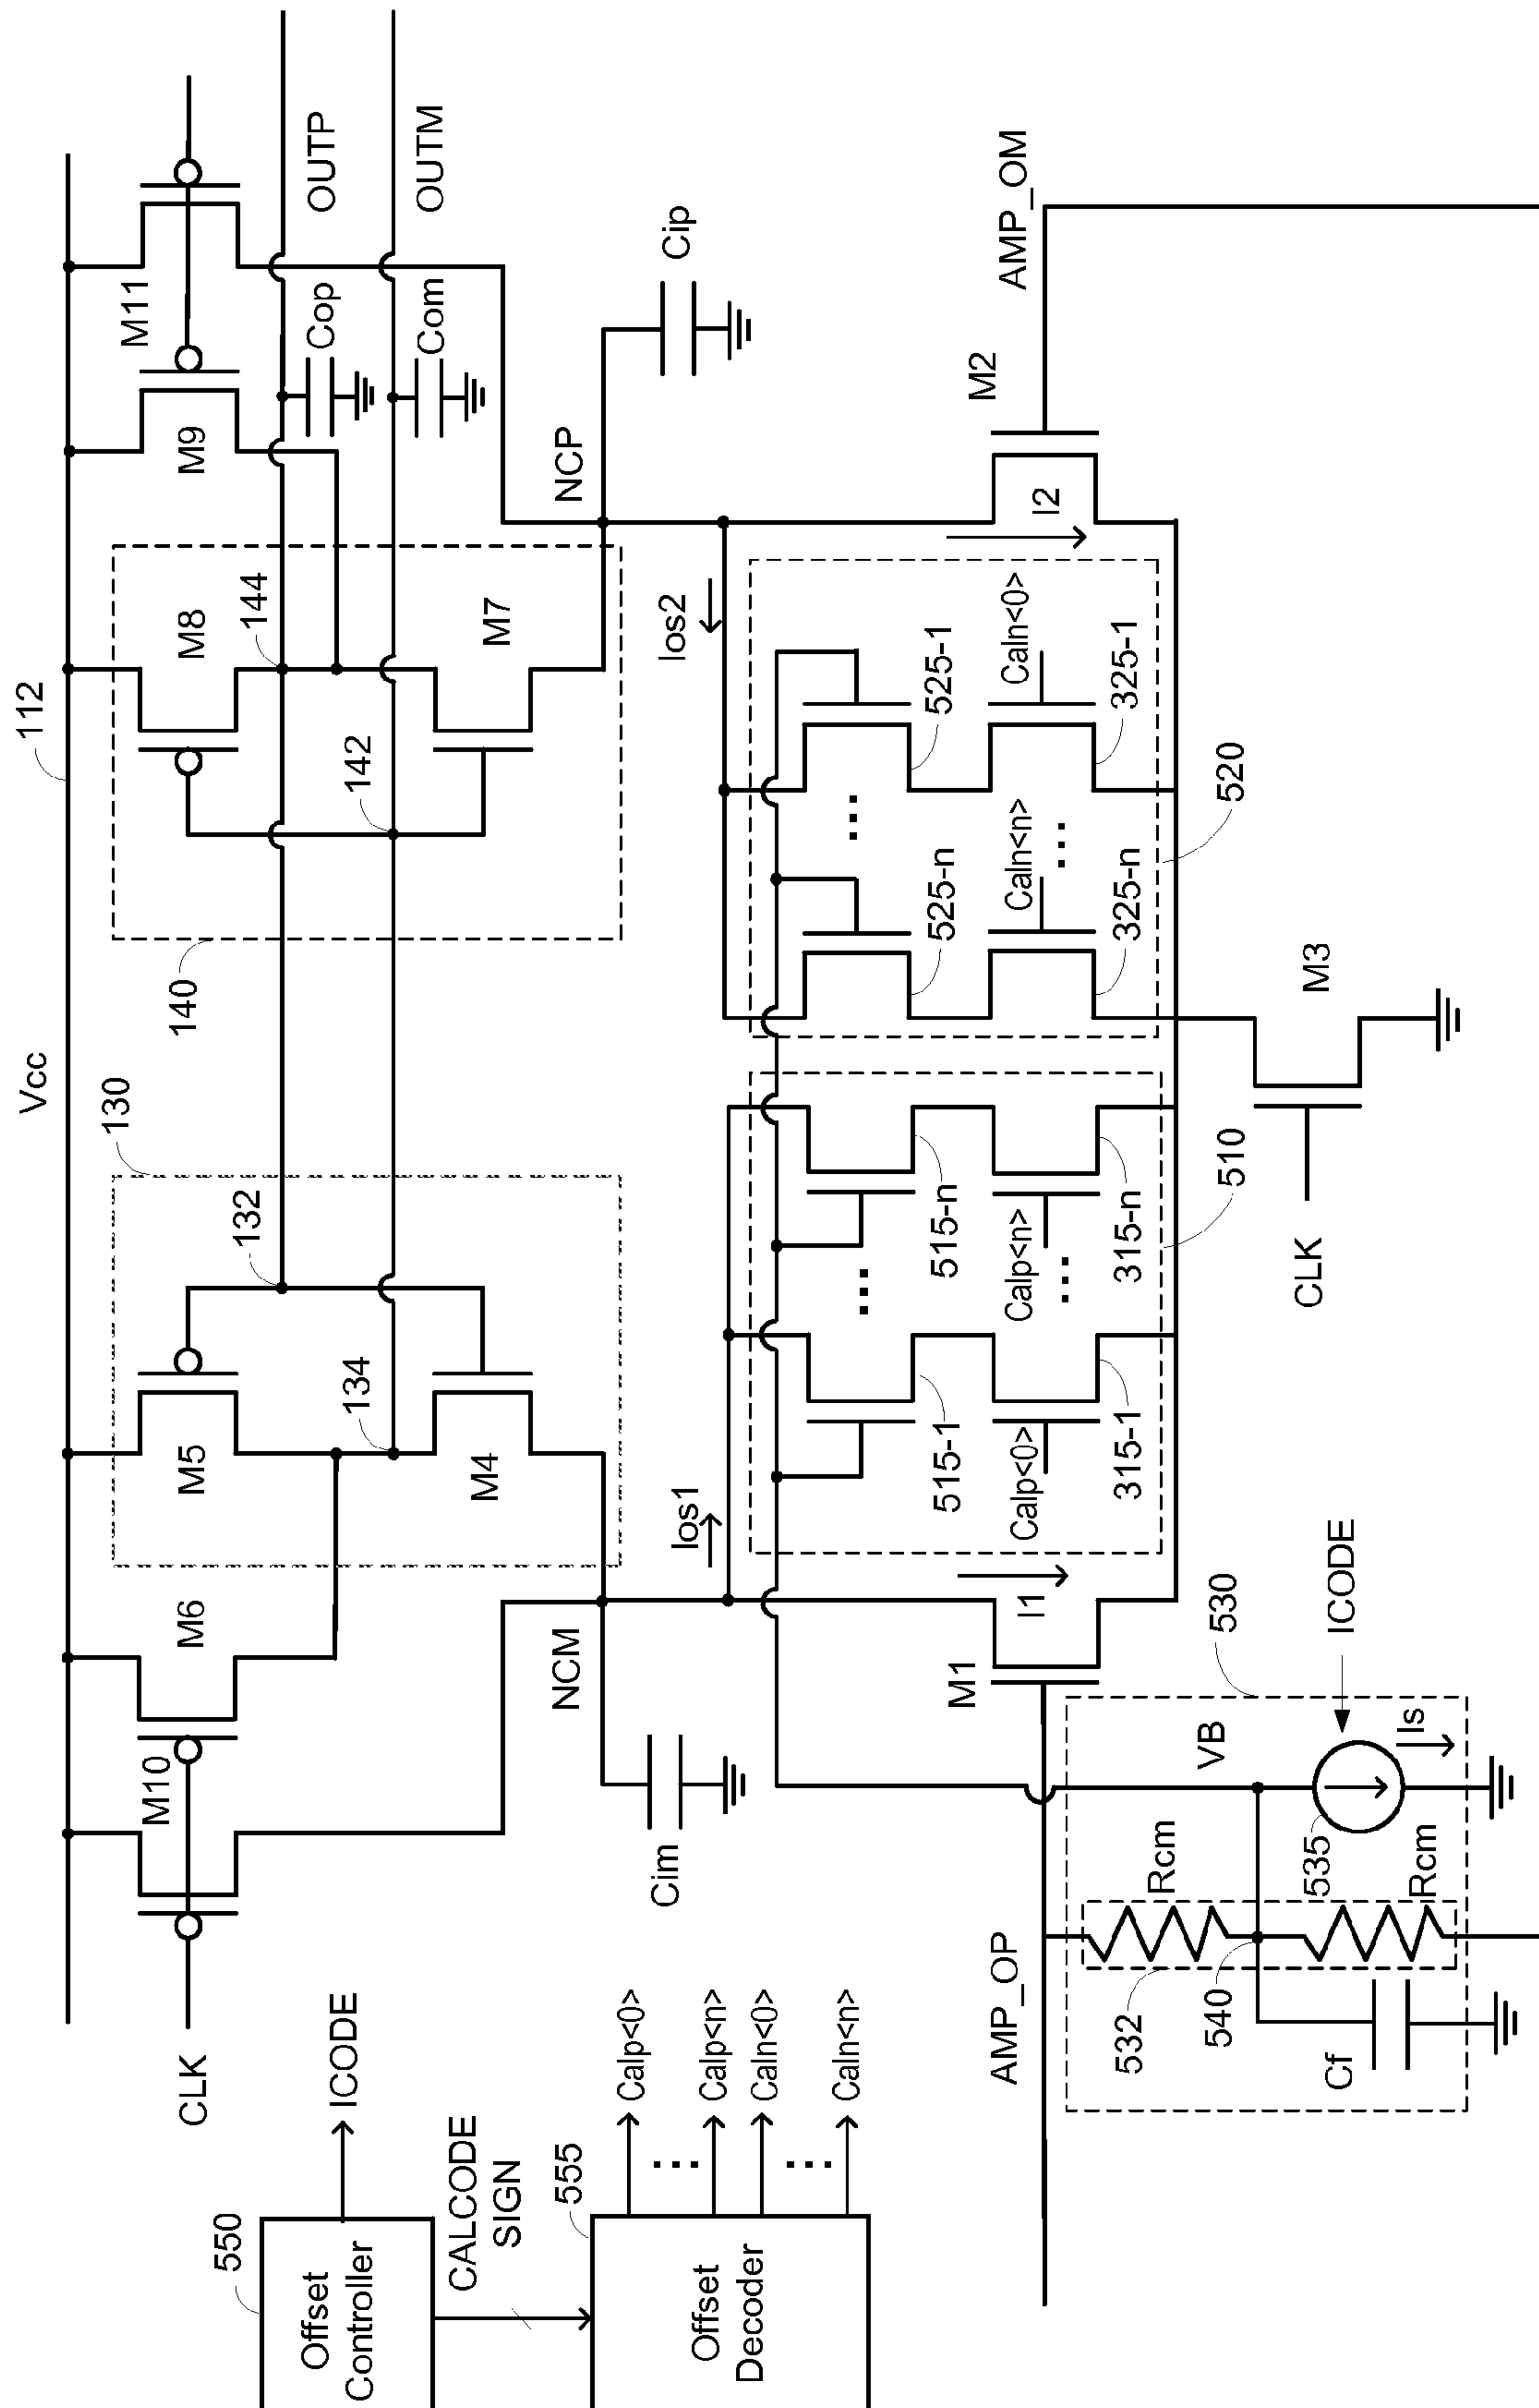 Vcc
112
130
140
M10
M6
M5
M4
132
134
M8
M7
144
142
M9
M11
OUTP
OUTM
Cop
Com
CLK
NCM
NCP
Cim
Cip
550
Offset
Controller
ICODE
CALCODE
SIGN
555
Offset
Decoder
Calp<0>
Calp<n>
Caln<0>
Caln<n>
...
...
Ios1
Ios2
I1
I2
M1
M2
AMP_OP
AMP_OM
515-1
...
515-n
525-n
...
525-1
Calp<0>
Calp<n>
...
Caln<n>
...
Caln<0>
315-1
315-n
325-n
325-1
510
520
CLK
M3
530
VB
ICODE
Is
Rcm
Rcm
532
535
540
Cf